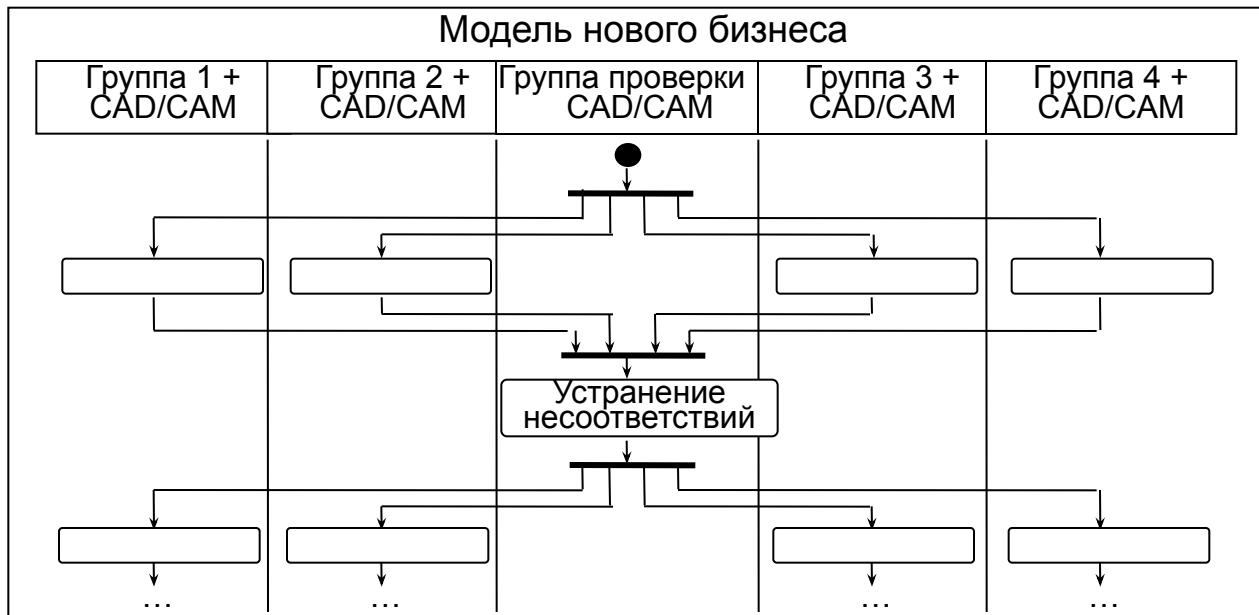 Модель нового бизнеса
Группа 1 +
CAD/CAM
Группа 2 +
CAD/CAM
Группа проверки
CAD/CAM
Группа 3 +
CAD/CAM
Группа 4 +
CAD/CAM
Устранение
несоответствий
…
…
…
…